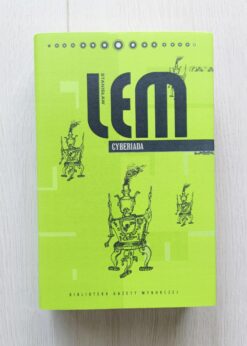 STANISŁAW
LEM
CYBERIADA
BIBLIOTEKA GAZETY WYBORCZEJ